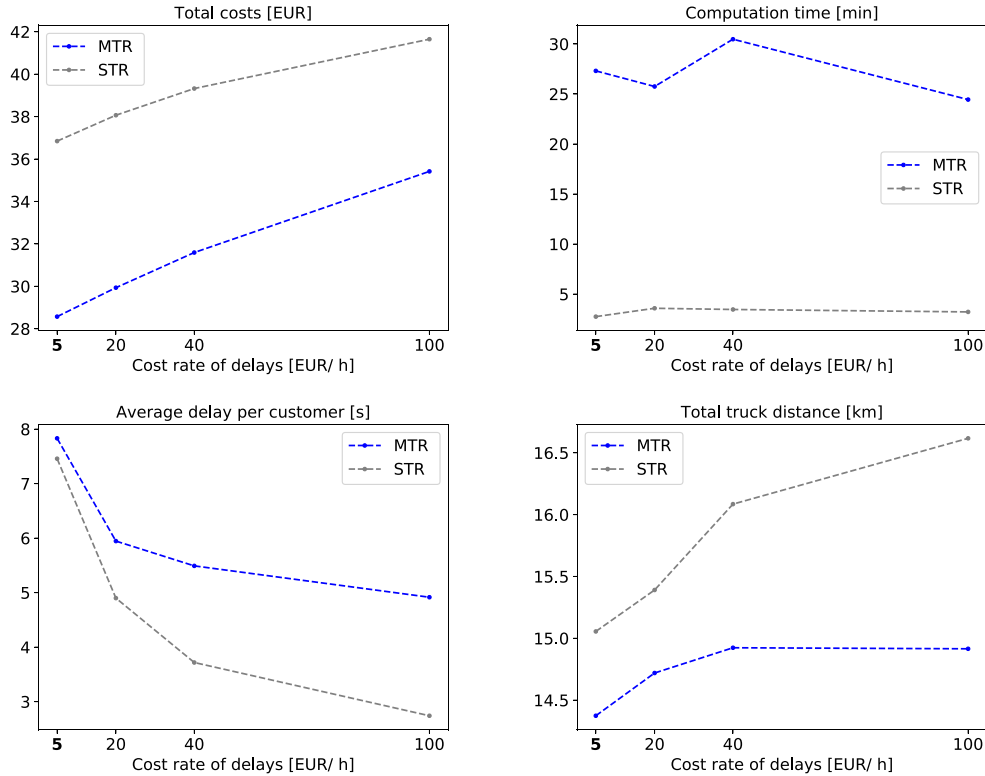 Total costs [EUR]
42
40
38
36
34
32
30
28
MTR
STR
5
20
40
100
Cost rate of delays [EUR/ h]
Computation time [min]
30
25
20
15
10
5
MTR
STR
5
20
40
100
Cost rate of delays [EUR/ h]
Average delay per customer [s]
8
7
6
5
4
3
MTR
STR
5
20
40
100
Cost rate of delays [EUR/ h]
Total truck distance [km]
16.5
16.0
15.5
15.0
14.5
MTR
STR
5
20
40
100
Cost rate of delays [EUR/ h]